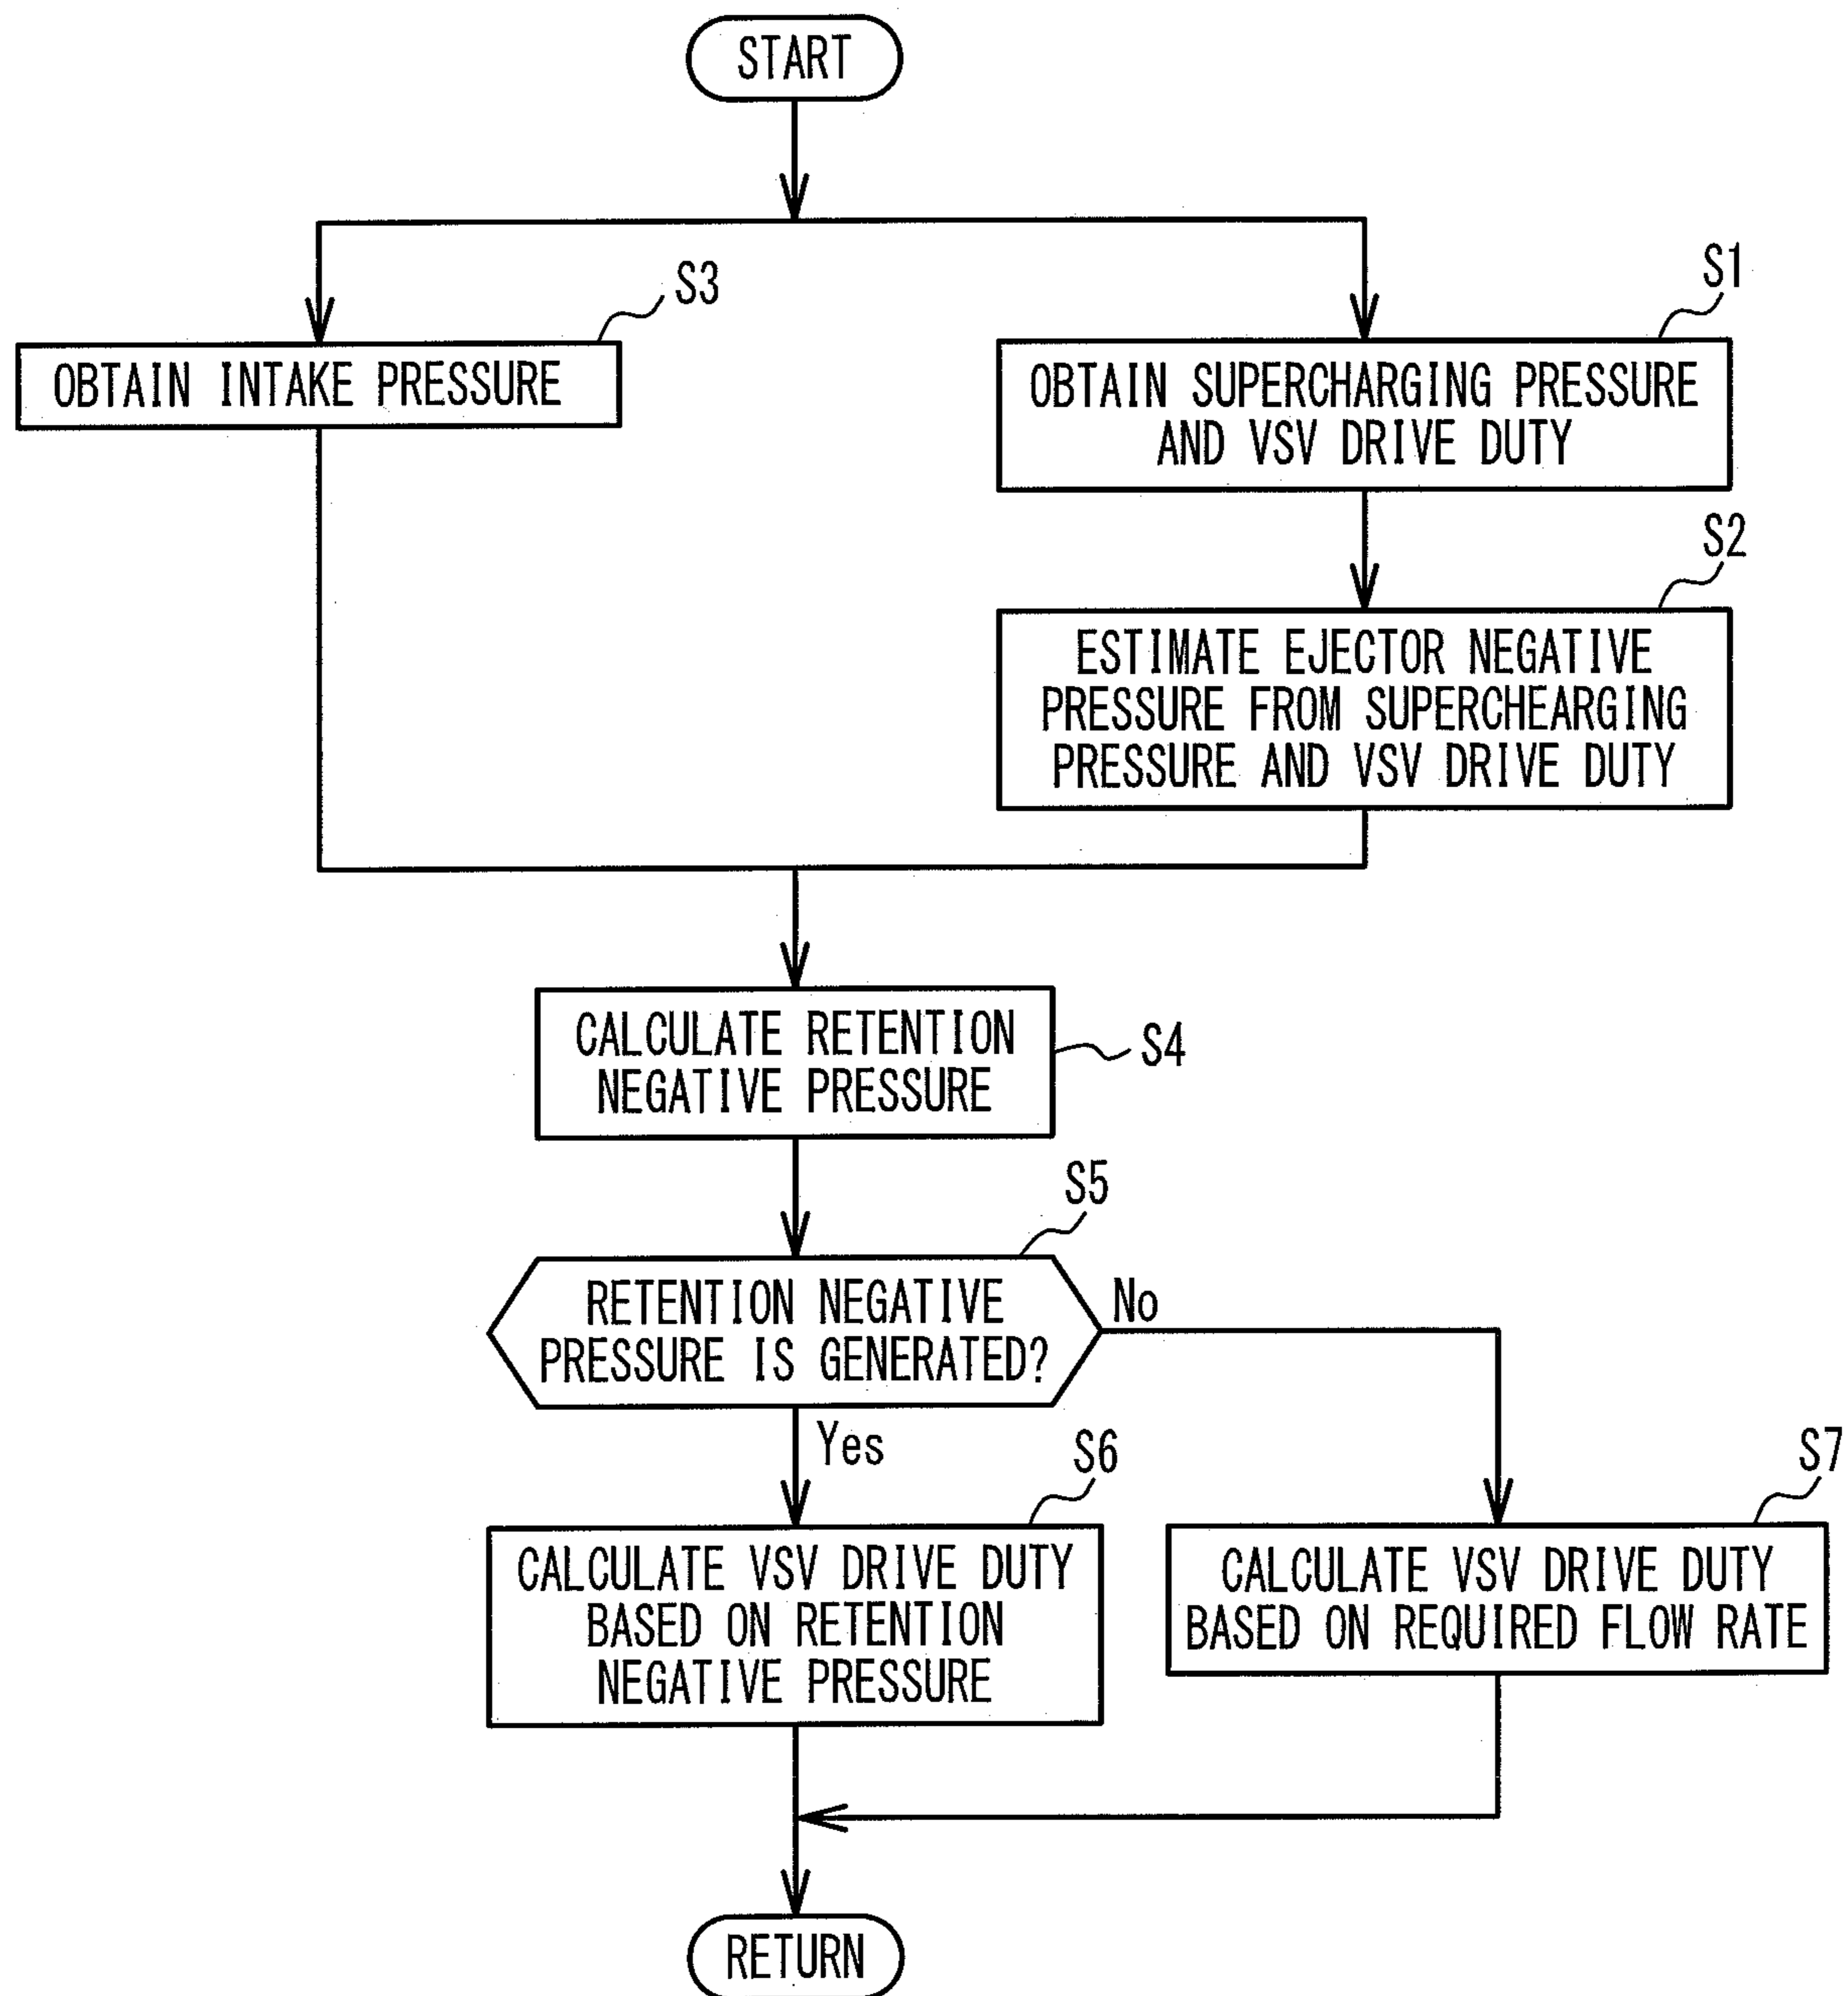 START
S3
OBTAIN INTAKE PRESSURE
S1
OBTAIN SUPERCHARGING PRESSURE
AND VSV DRIVE DUTY
S2
ESTIMATE EJECTOR NEGATIVE
PRESSURE FROM SUPERCHEARGING
PRESSURE AND VSV DRIVE DUTY
CALCULATE RETENTION
NEGATIVE PRESSURE
S4
S5
RETENTION NEGATIVE
PRESSURE IS GENERATED?
No
Yes
S6
CALCULATE VSV DRIVE DUTY
BASED ON RETENTION
NEGATIVE PRESSURE
S7
CALCULATE VSV DRIVE DUTY
BASED ON REQUIRED FLOW RATE
RETURN